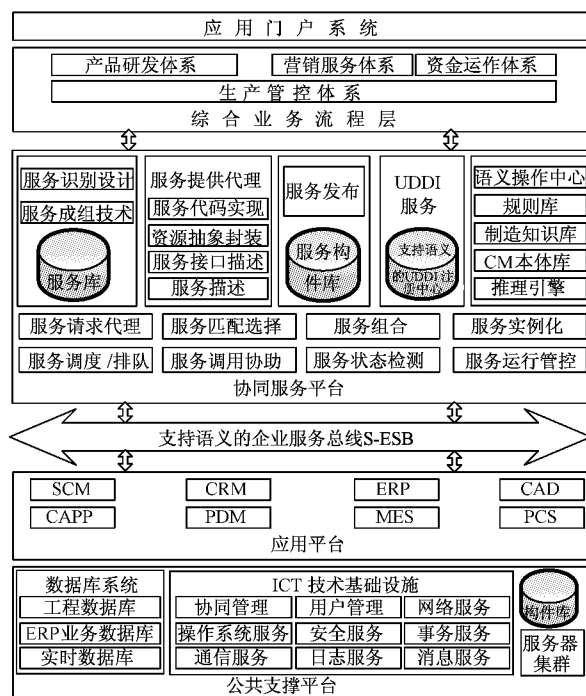 应用门户系统
产品研发体系 营销服务体系 资金运作体系
生产管控体系
综合业务流程层
服务识别设计
服务成组技术
服务库
服务提供代理
服务代码实现
资源抽象封装
服务接口描述
服务描述
服务发布
服务构
件库
UDDI
服务
支持语义
的UDDI注
册中心
语义操作中心
规则库
制造知识库
CM本体库
推理引擎
服务请求代理 服务匹配选择 服务组合 服务实例化
服务调度/排队 服务调用协助 服务状态检测 服务运行管控
协同服务平台
支持语义的企业服务总线S-ESB
SCM CRM ERP CAD
CAPP PDM MES PCS
应用平台
数据库系统
工程数据库
ERP业务数据库
实时数据库
ICT 技术基础设施
协同管理 用户管理 网络服务
操作系统服务 安全服务 事务服务
通信服务 日志服务 消息服务
构件库
服务器
集群
公共支撑平台